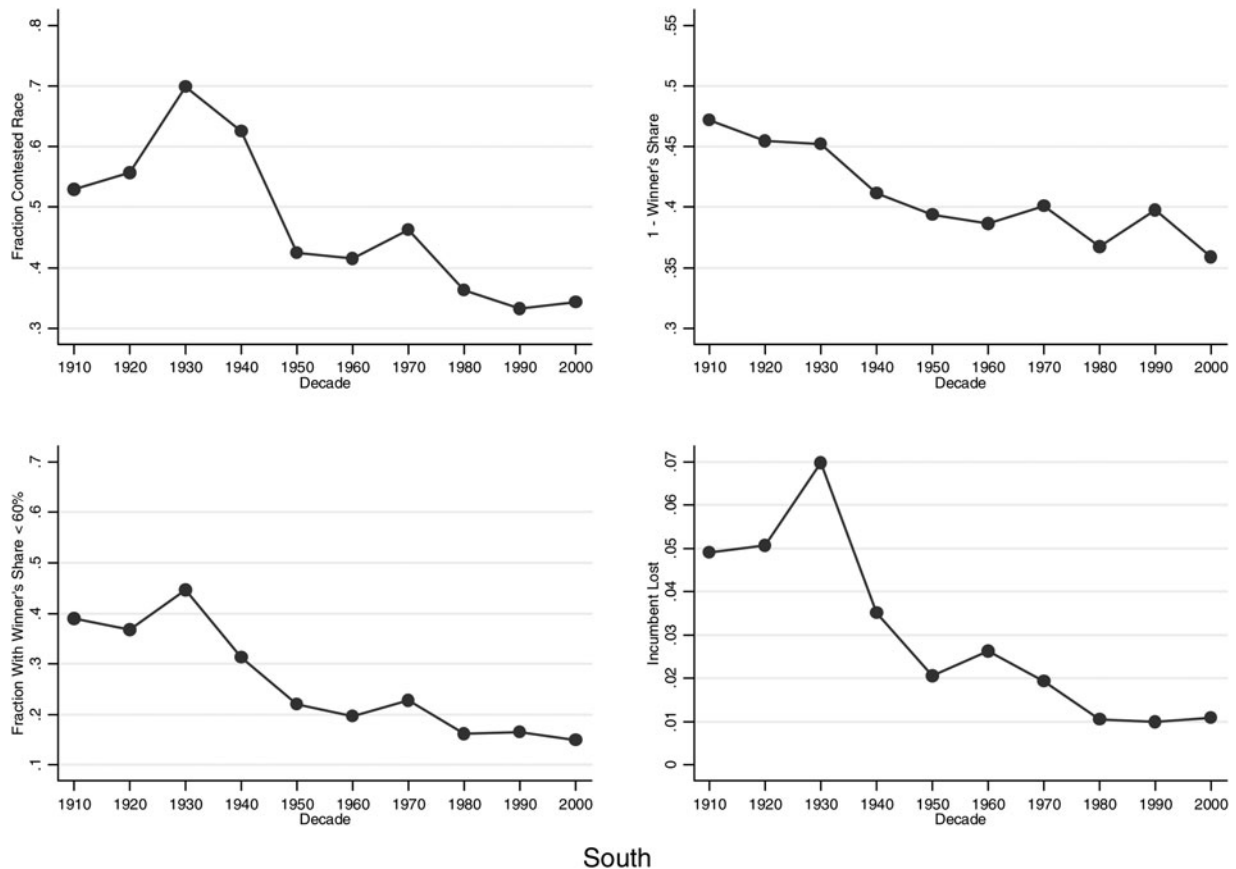 Fraction Contested Race
.8
.7
.6
.5
.4
.3
1910 1920 1930 1940 1950 1960 1970 1980 1990 2000
Decade
1 - Winner's Share
.55
.5
.45
.4
.35
.3
1910 1920 1930 1940 1950 1960 1970 1980 1990 2000
Decade
Fraction With Winner's Share < 60%
.7
.6
.5
.4
.3
.2
.1
1910 1920 1930 1940 1950 1960 1970 1980 1990 2000
Decade
Incumbent Lost
.07
.06
.05
.04
.03
.02
.01
0
1910 1920 1930 1940 1950 1960 1970 1980 1990 2000
Decade
South